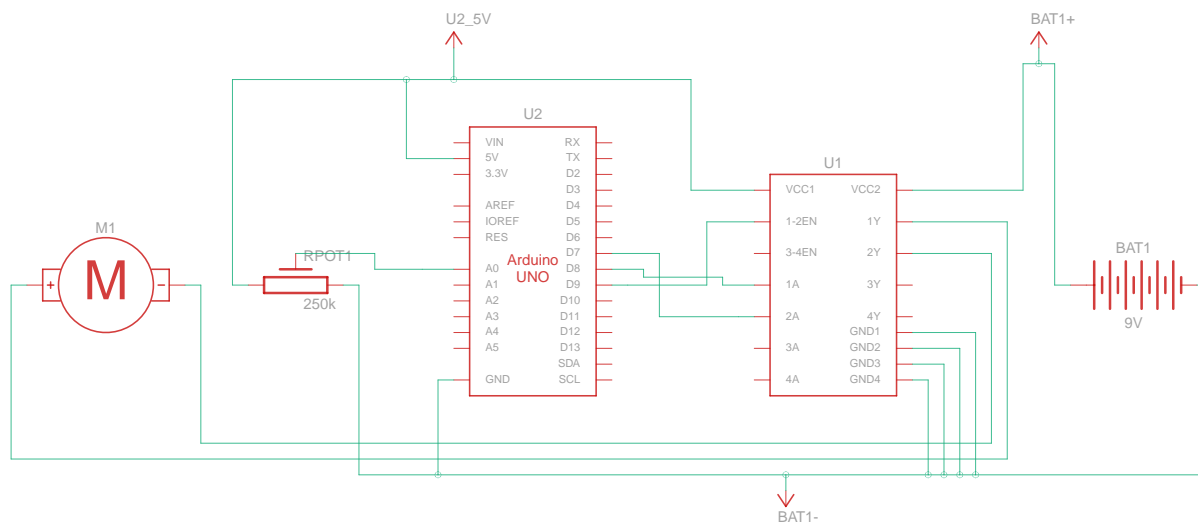 U2_5V
BAT1+
U2
VIN
5V
3.3V
AREF
IOREF
RES
A0
A1
A2
A3
A4
A5
GND
Arduino
UNO
RX
TX
D2
D3
D4
D5
D6
D7
D8
D9
D10
D11
D12
D13
SDA
SCL
U1
VCC1
1-2EN
3-4EN
1A
2A
3A
4A
VCC2
1Y
2Y
3Y
4Y
GND1
GND2
GND3
GND4
M1
+
M
-
RPOT1
250k
BAT1
9V
BAT1-